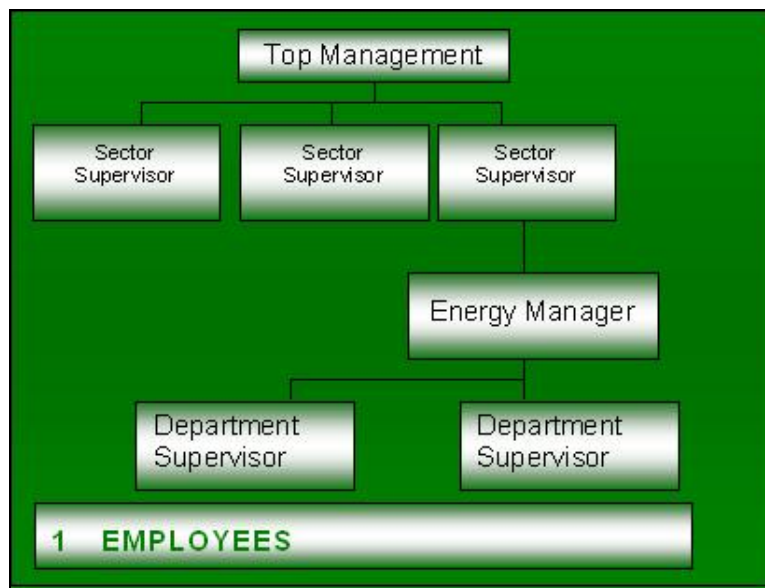 Top Management
Sector
Supervisor
Sector
Supervisor
Sector
Supervisor
Energy Manager
Department
Supervisor
Department
Supervisor
1 EMPLOYEES